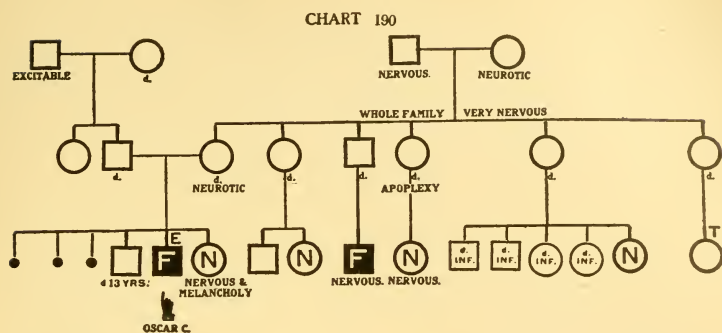 CHART 190
EXCITABLE
d.
NERVOUS.
NEUROTIC
WHOLE FAMILY VERY NERVOUS
d.
d.
NEUROTIC
d.
d.
d.
APOPLEXY
d.
d.
E
F
N
F
N
d. INF.
d. INF.
d. INF.
d. INF.
N
T
d 13 YRS.
NERVOUS & MELANCHOLY
NERVOUS.
NERVOUS.
OSCAR C.